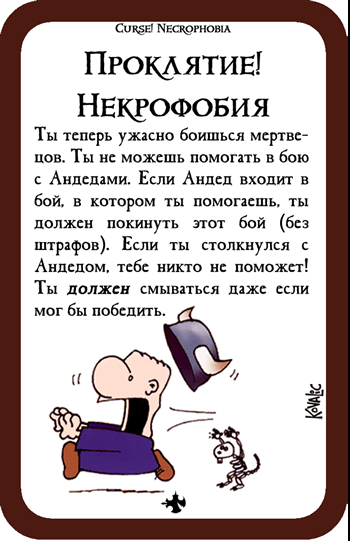 Curse! Necrophobia
Проклятие!
Некрофобия
Ты теперь ужасно боишься мертве-
цов. Ты не можешь помогать в бою
с Андедами. Если Андед входит в
бой, в котором ты помогаешь, ты
должен покинуть этот бой (без
штрафов). Если ты столкнулся с
Андедом, тебе никто не поможет!
Ты должен смываться даже если
мог бы победить.
Kovalic